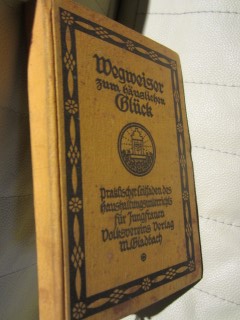 Wegweiser
zum häuslichen
Glück
Praktischer Leitfaden des
Haushaltungsunterrichts
für Jungfrauen
Volksvereins Verlag
M. Gladbach